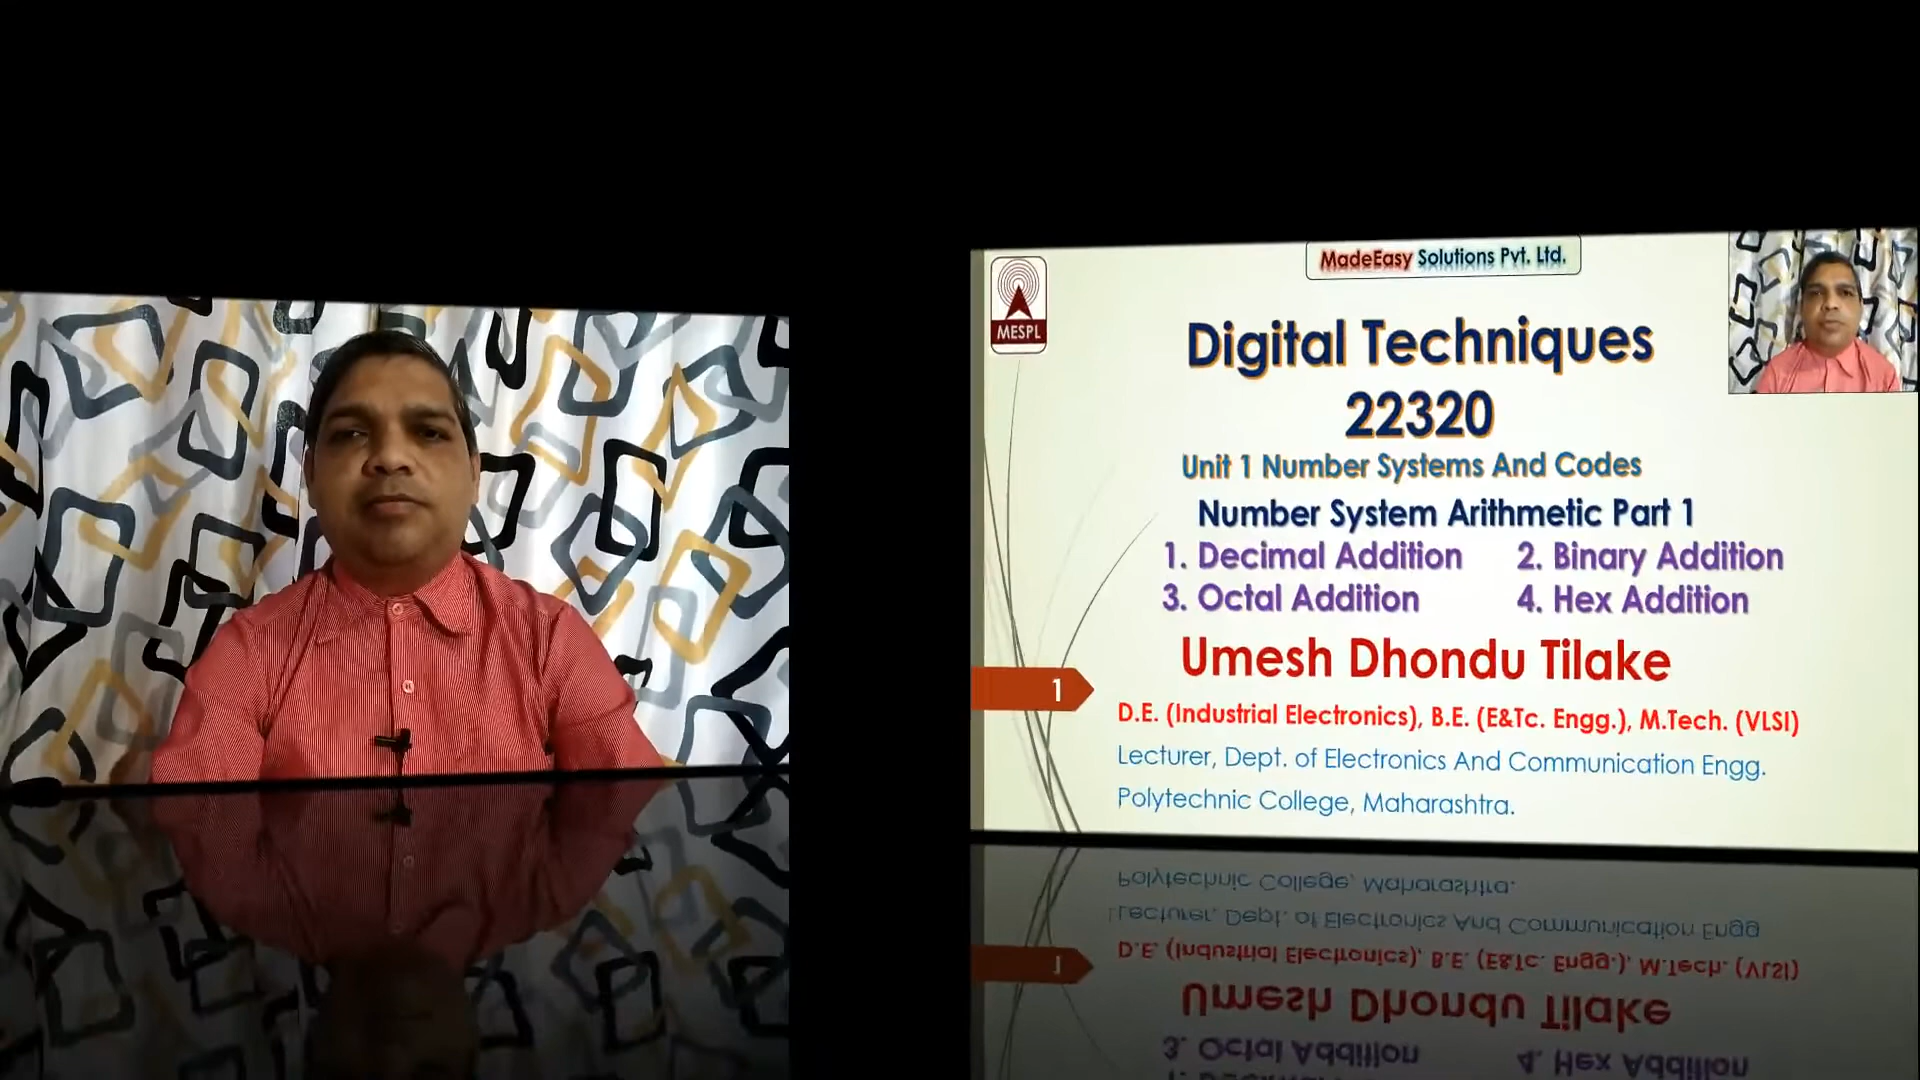 MadeEasy Solutions Pvt. Ltd.
MESPL
Digital Techniques
22320
Unit 1 Number Systems And Codes
Number System Arithmetic Part 1
1. Decimal Addition 2. Binary Addition
3. Octal Addition 4. Hex Addition
Umesh Dhondu Tilake
1
D.E. (Industrial Electronics), B.E. (E&Tc. Engg.), M.Tech. (VLSI)
Lecturer, Dept. of Electronics And Communication Engg.
Polytechnic College, Maharashtra.